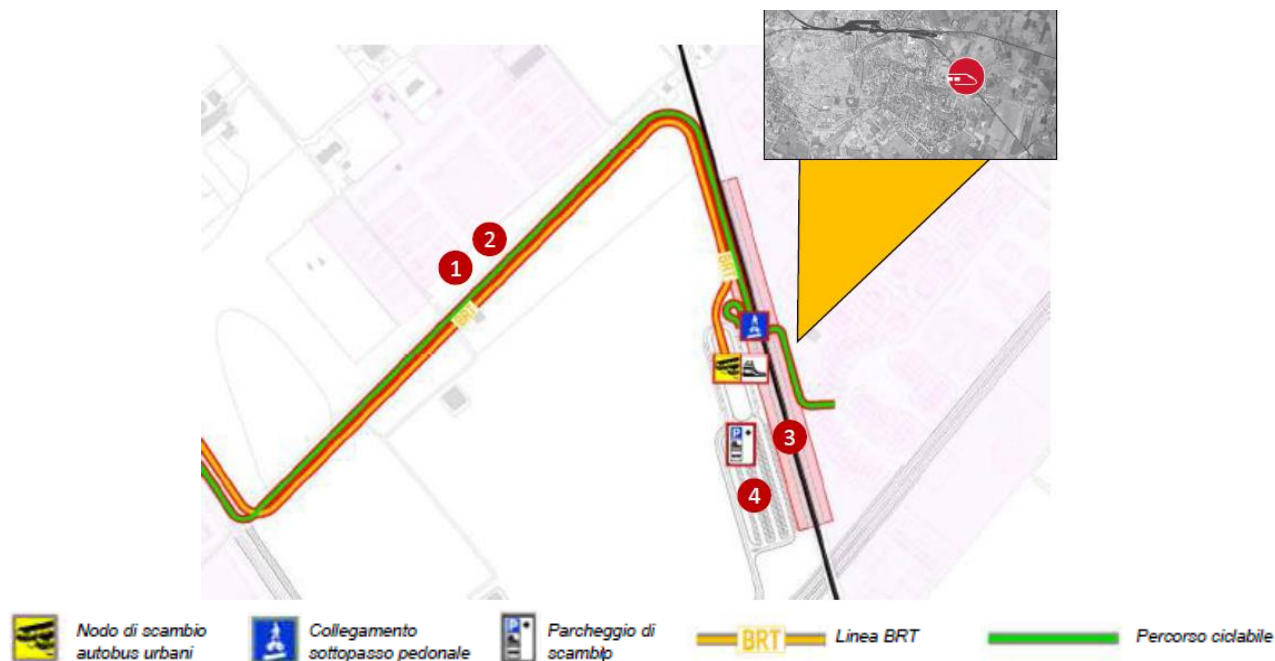 1
2
BRT
BRT
3
P
4
Nodo di scambio
autobus urbani
Collegamento
sottopasso pedonale
P
Parcheggio di
scambio
BRT
Linea BRT
Percorso ciclabile